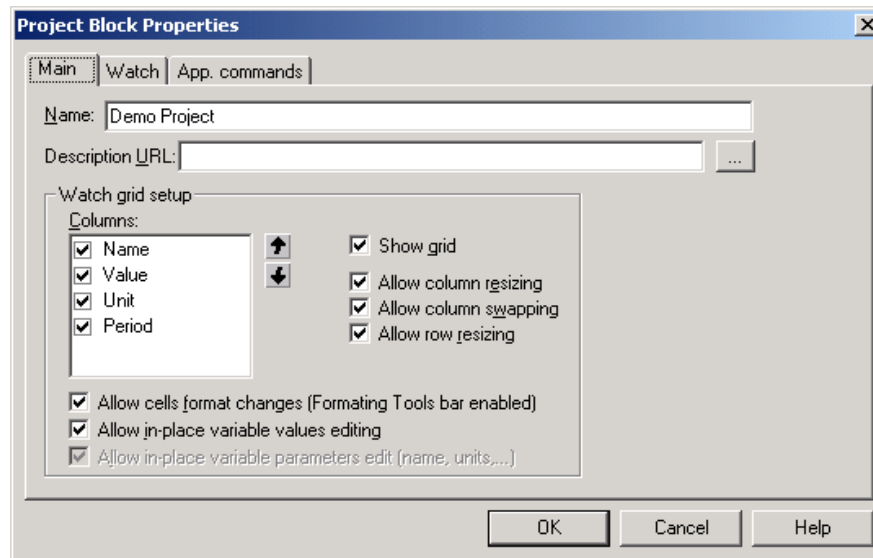 Project Block Properties
Main Watch App. commands
Name: Demo Project
Description URL: ...
Watch grid setup
Columns:
Name
Value
Unit
Period
Show grid
Allow column resizing
Allow column swapping
Allow row resizing
Allow cells format changes (Formating Tools bar enabled)
Allow in-place variable values editing
Allow in-place variable parameters edit (name, units,...)
OK Cancel Help